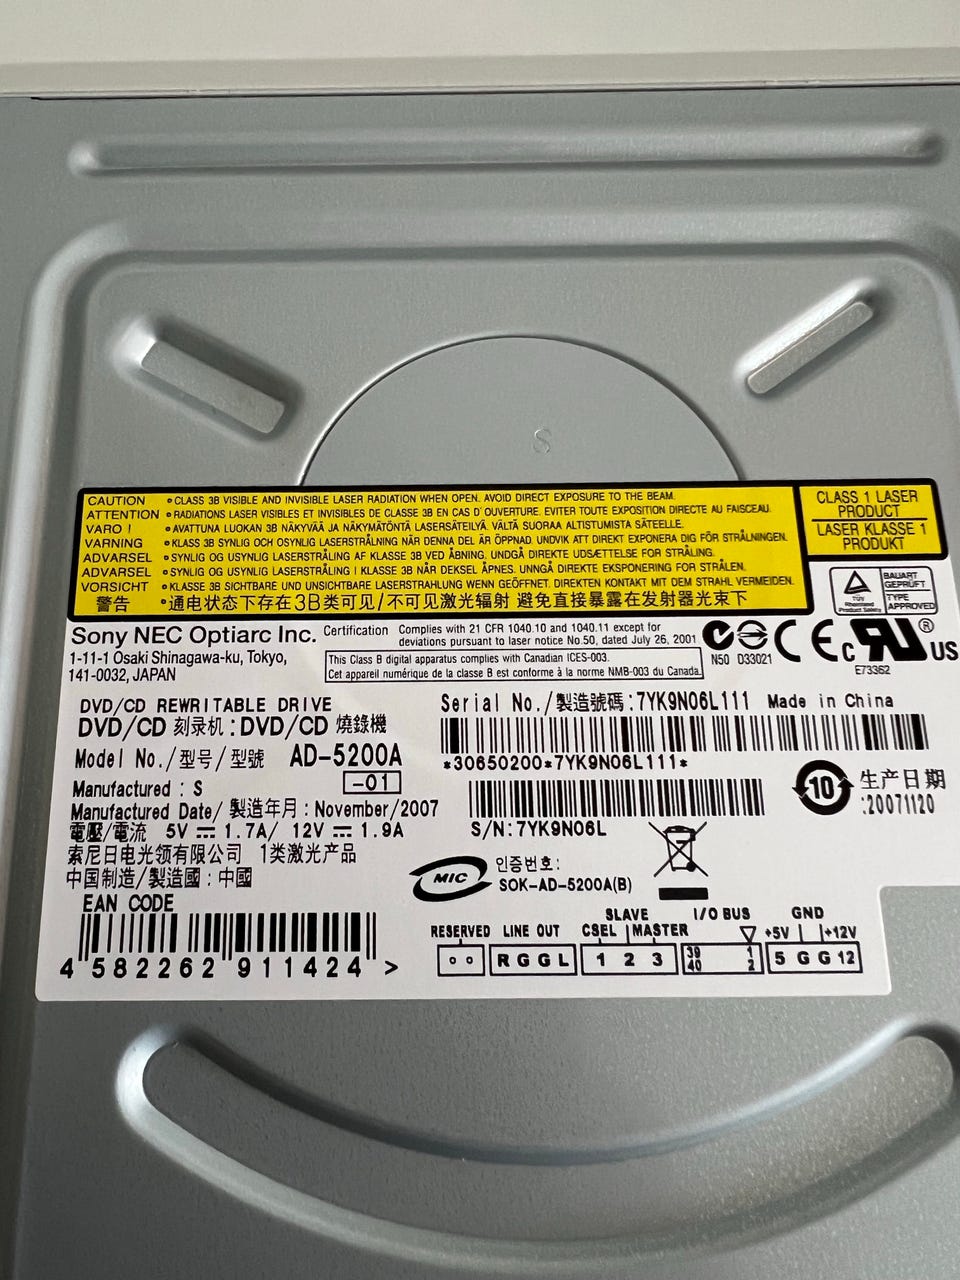 S
CAUTION ∘ CLASS 3B VISIBLE AND INVISIBLE LASER RADIATION WHEN OPEN. AVOID DIRECT EXPOSURE TO THE BEAM.
ATTENTION ∘ RADIATIONS LASER VISIBLES ET INVISIBLES DE CLASSE 3B EN CAS D'OUVERTURE. EVITER TOUTE EXPOSITION DIRECTE AU FAISCEAU.
VARO ! ∘ AVATTUNA LUOKAN 3B NÄKYVÄÄ JA NÄKYMÄTÖNTÄ LASERSÄTEILYÄ. VÄLTÄ SUORAA ALTISTUMISTA SÄTEELLE.
VARNING ∘ KLASS 3B SYNLIG OCH OSYNLIG LASERSTRÅLNING NÄR DENNA DEL ÄR ÖPPNAD. UNDVIK ATT DIREKT EXPONERA DIG FÖR STRÅLNINGEN.
ADVARSEL ∘ SYNLIG OG USYNLIG LASERSTRÅLING AF KLASSE 3B VED ÅBNING. UNDGÅ DIREKTE UDSÆTTELSE FOR STRÅLING.
ADVARSEL ∘ SYNLIG OG USYNLIG LASERSTRÅLING I KLASSE 3B NÅR DEKSEL ÅPNES. UNNGÅ DIREKTE EKSPONERING FOR STRÅLEN.
VORSICHT ∘ KLASSE 3B SICHTBARE UND UNSICHTBARE LASERSTRAHLUNG WENN GEÖFFNET. DIREKTEN KONTAKT MIT DEM STRAHL VERMEIDEN.
警告 ∘ 通电状态下存在3B类可见/不可见激光辐射 避免直接暴露在发射器光束下
CLASS 1 LASER
PRODUCT
LASER KLASSE 1
PRODUKT
TÜV
Rheinland
Product Safety
BAUART
GEPRÜFT
TYPE
APPROVED
Sony NEC Optiarc Inc.
1-11-1 Osaki Shinagawa-ku, Tokyo,
141-0032, JAPAN
Certification Complies with 21 CFR 1040.10 and 1040.11 except for
deviations pursuant to laser notice No.50, dated July 26, 2001
This Class B digital apparatus complies with Canadian ICES-003.
Cet appareil numérique de la classe B est conforme à la norme NMB-003 du Canada.
N50 D33021
CE
c RU ® US
E73362
DVD/CD REWRITABLE DRIVE
DVD/CD 刻录机 : DVD/CD 燒錄機
Model No./型号/型號 AD-5200A
-01
Manufactured : S
Manufactured Date/ 製造年月 : November/2007
電壓/電流 5V ⎓ 1.7A/ 12V ⎓ 1.9A
索尼日电光领有限公司 1类激光产品
中国制造/製造國 : 中國
EAN CODE
4 582262 911424 >
Serial No./製造號碼 : 7YK9N06L111 Made in China
*30650200*7YK9N06L111*
S/N: 7YK9N06L
10
生产日期
:20071120
MIC
인증번호:
SOK-AD-5200A(B)
RESERVED LINE OUT SLAVE CSEL MASTER I/O BUS GND +5V +12V
R G G L 1 2 3 39 40 1 2 5 G G 12